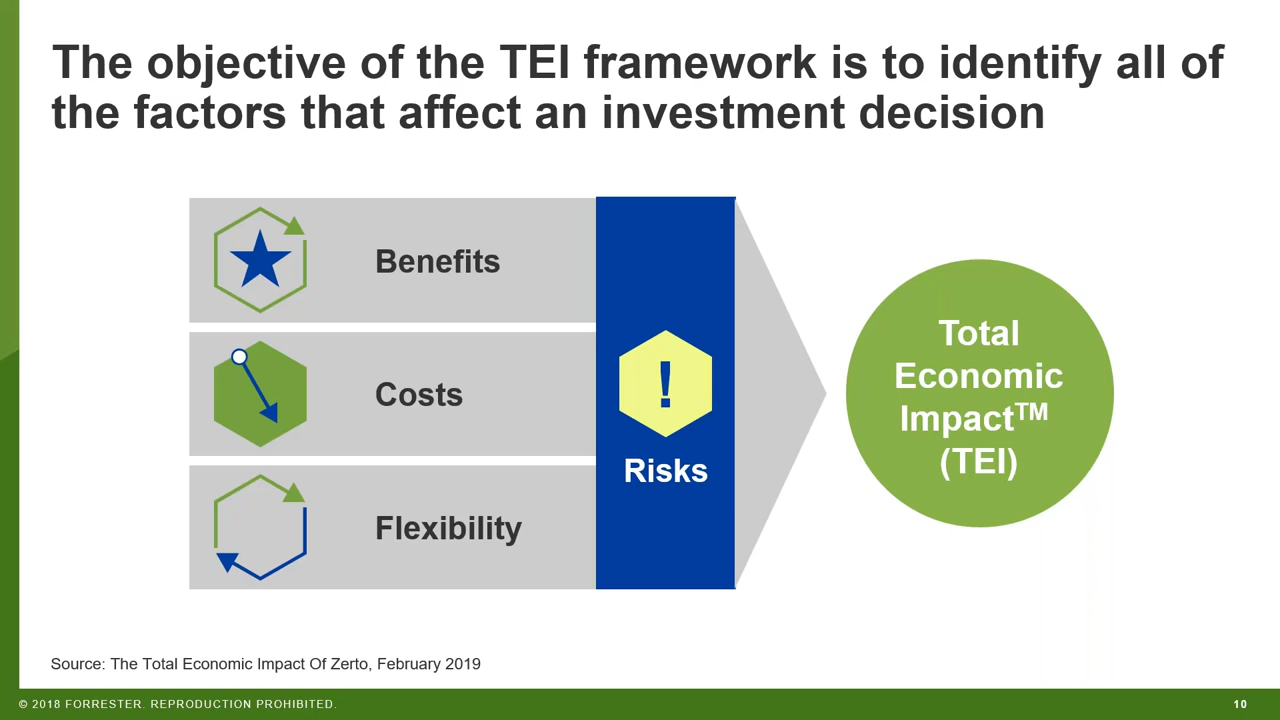 The objective of the TEI framework is to identify all of
the factors that affect an investment decision
Benefits
Costs
Flexibility
!
Risks
Total
Economic
Impact™
(TEI)
Source: The Total Economic Impact Of Zerto, February 2019
© 2018 FORRESTER. REPRODUCTION PROHIBITED.
10